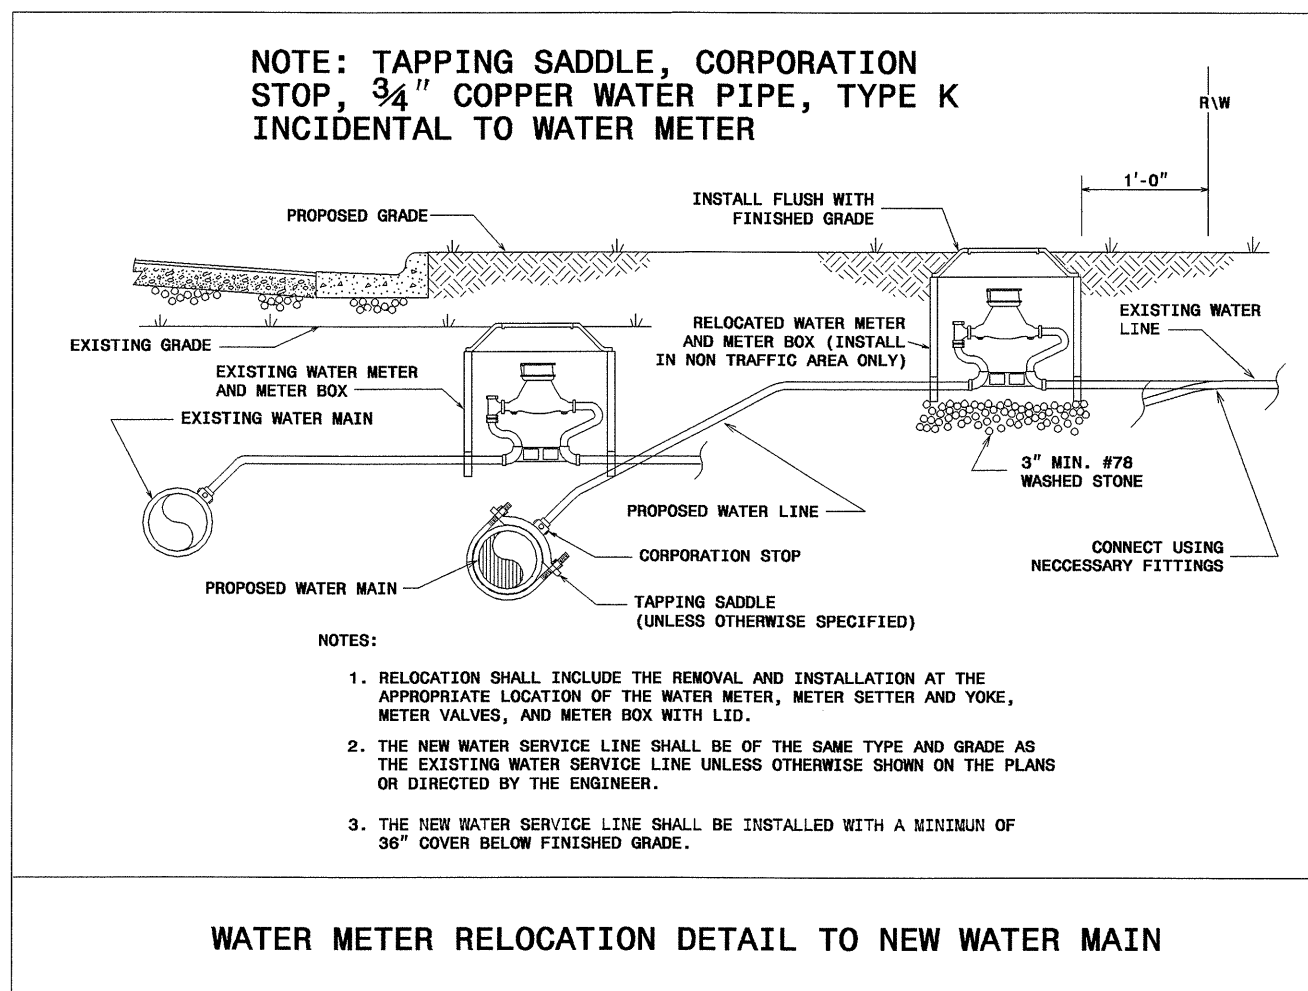 NOTE: TAPPING SADDLE, CORPORATION
STOP, ¾" COPPER WATER PIPE, TYPE K
INCIDENTAL TO WATER METER
R\W
1'-0"
INSTALL FLUSH WITH
FINISHED GRADE
PROPOSED GRADE
EXISTING WATER
LINE
RELOCATED WATER METER
AND METER BOX (INSTALL
IN NON TRAFFIC AREA ONLY)
EXISTING GRADE
EXISTING WATER METER
AND METER BOX
EXISTING WATER MAIN
3" MIN. #78
WASHED STONE
PROPOSED WATER LINE
CORPORATION STOP
CONNECT USING
NECCESSARY FITTINGS
PROPOSED WATER MAIN
TAPPING SADDLE
(UNLESS OTHERWISE SPECIFIED)
NOTES:
1. RELOCATION SHALL INCLUDE THE REMOVAL AND INSTALLATION AT THE
APPROPRIATE LOCATION OF THE WATER METER, METER SETTER AND YOKE,
METER VALVES, AND METER BOX WITH LID.
2. THE NEW WATER SERVICE LINE SHALL BE OF THE SAME TYPE AND GRADE AS
THE EXISTING WATER SERVICE LINE UNLESS OTHERWISE SHOWN ON THE PLANS
OR DIRECTED BY THE ENGINEER.
3. THE NEW WATER SERVICE LINE SHALL BE INSTALLED WITH A MINIMUN OF
36" COVER BELOW FINISHED GRADE.
WATER METER RELOCATION DETAIL TO NEW WATER MAIN